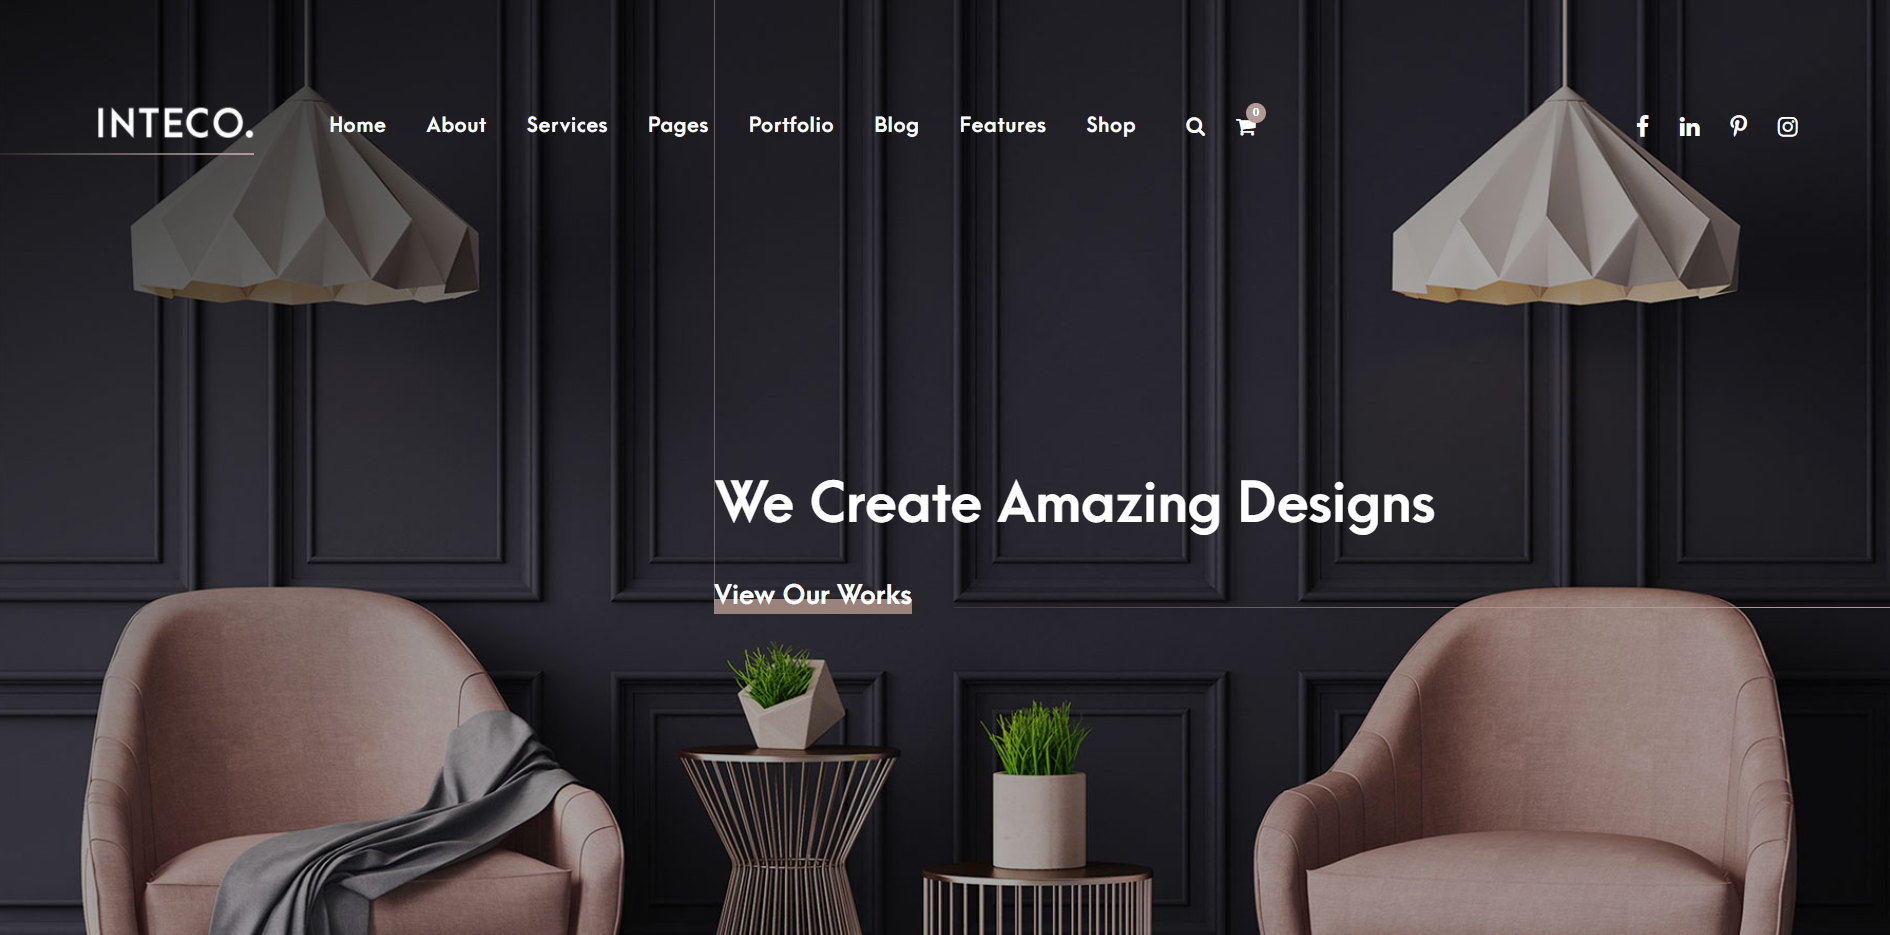 INTECO.
Home About Services Pages Portfolio Blog Features Shop 0
We Create Amazing Designs
View Our Works